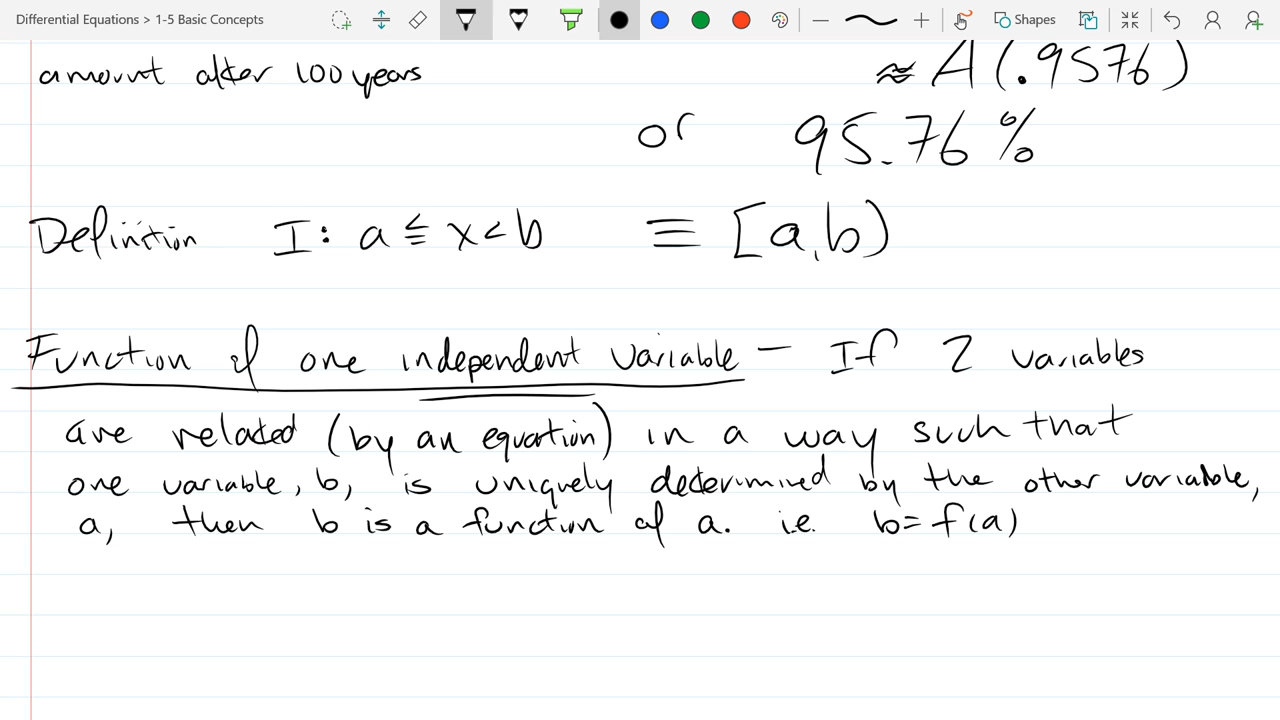 Differential Equations > 1-5 Basic Concepts
Shapes
amount after 100 years ≈ A(.9576)
or 95.76 %
Definition I: a ≦ x < b ≡ [a,b)
Function of one independent variable — If 2 variables
are related (by an equation) in a way such that
one variable, b, is uniquely determined by the other variable,
a, then b is a function of a. i.e. b=f(a)